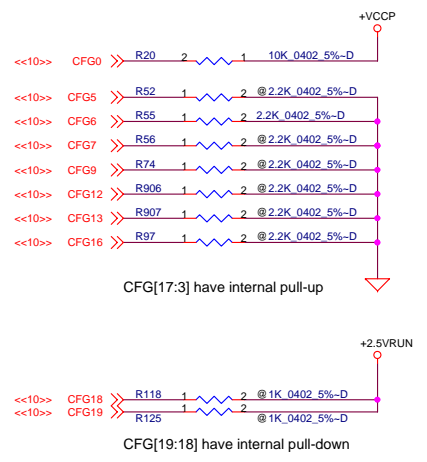 +VCCP
<<10>> CFG0 R20 2 1 10K_0402_5%~D
<<10>> CFG5 R52 1 2 @2.2K_0402_5%~D
<<10>> CFG6 R55 1 2 2.2K_0402_5%~D
<<10>> CFG7 R56 1 2 @2.2K_0402_5%~D
<<10>> CFG9 R74 1 2 @2.2K_0402_5%~D
<<10>> CFG12 R906 1 2 @2.2K_0402_5%~D
<<10>> CFG13 R907 1 2 @2.2K_0402_5%~D
<<10>> CFG16 R97 1 2 @2.2K_0402_5%~D
CFG[17:3] have internal pull-up
+2.5VRUN
<<10>> CFG18 R118 1 2 @1K_0402_5%~D
<<10>> CFG19 R125 1 2 @1K_0402_5%~D
CFG[19:18] have internal pull-down